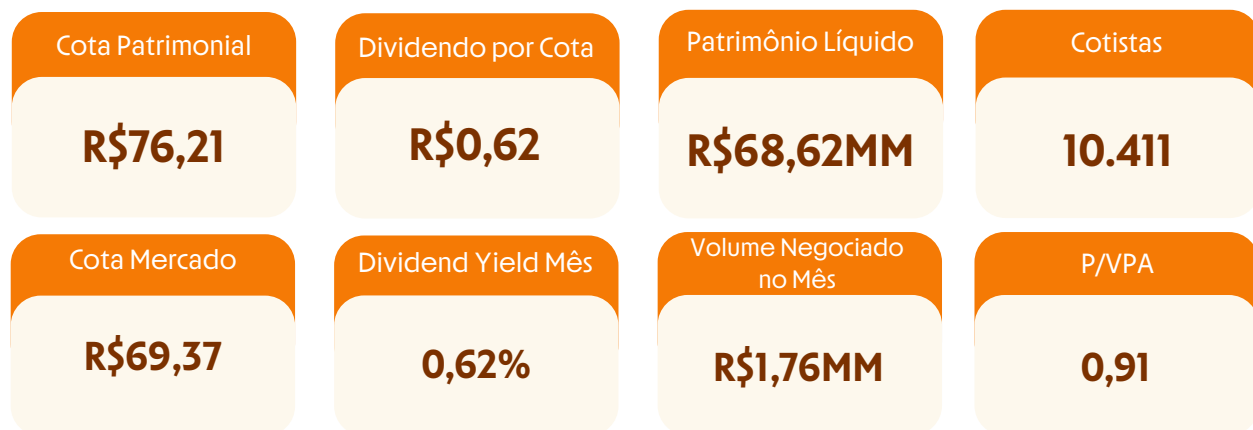 Cota Patrimonial
R$76,21
Dividendo por Cota
R$0,62
Patrimônio Líquido
R$68,62MM
Cotistas
10.411
Cota Mercado
R$69,37
Dividend Yield Mês
0,62%
Volume Negociado
no Mês
R$1,76MM
P/VPA
0,91